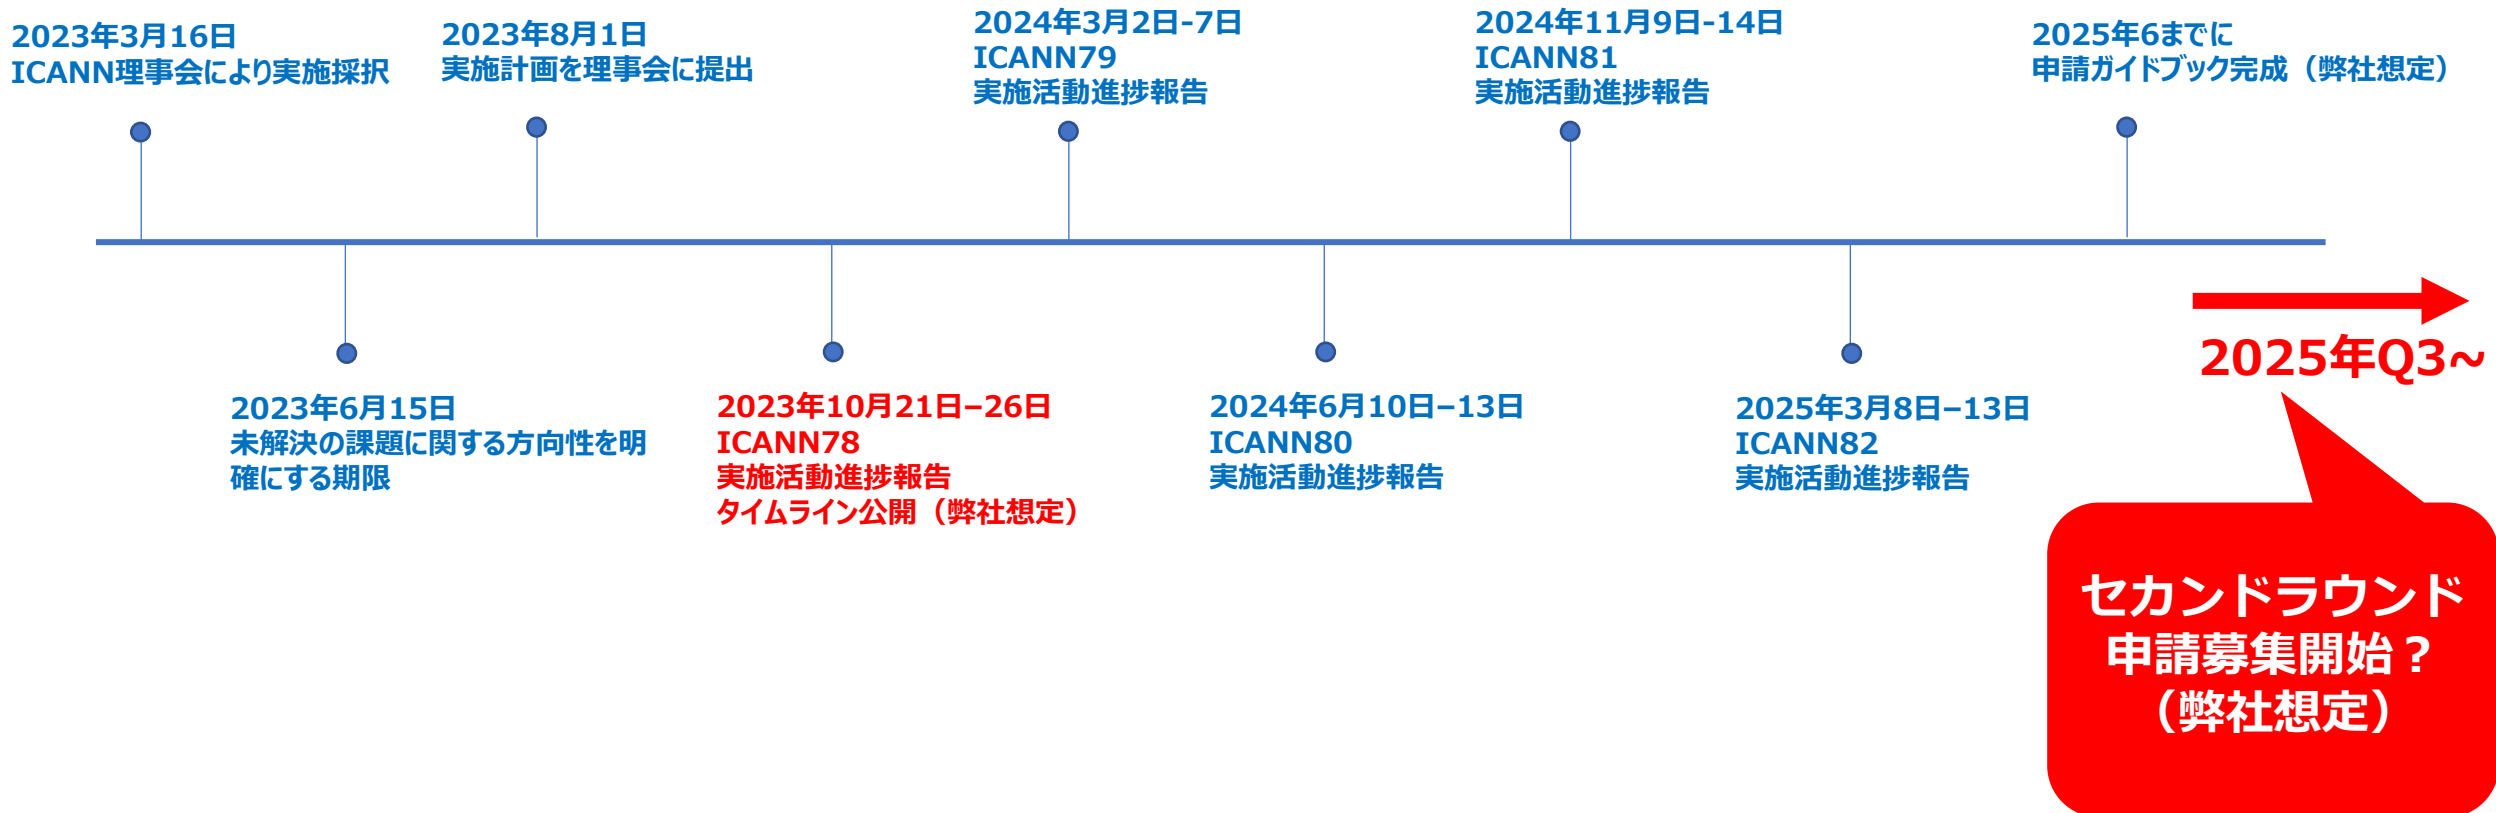 2023年3月16日
ICANN理事会により実施採択
2023年8月1日
実施計画を理事会に提出
2024年3月2日-7日
ICANN79
実施活動進捗報告
2024年11月9日-14日
ICANN81
実施活動進捗報告
2025年6までに
申請ガイドブック完成（弊社想定）
2023年6月15日
未解決の課題に関する方向性を明
確にする期限
2023年10月21日–26日
ICANN78
実施活動進捗報告
タイムライン公開（弊社想定）
2024年6月10日–13日
ICANN80
実施活動進捗報告
2025年3月8日–13日
ICANN82
実施活動進捗報告
2025年Q3~
セカンドラウンド
申請募集開始？
（弊社想定）